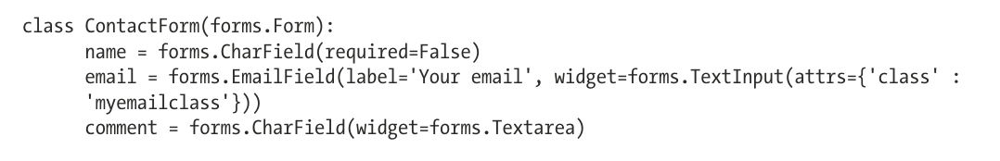 class ContactForm(forms.Form):
      name = forms.CharField(required=False)
      email = forms.EmailField(label='Your email', widget=forms.TextInput(attrs={'class' :
      'myemailclass'}))
      comment = forms.CharField(widget=forms.Textarea)